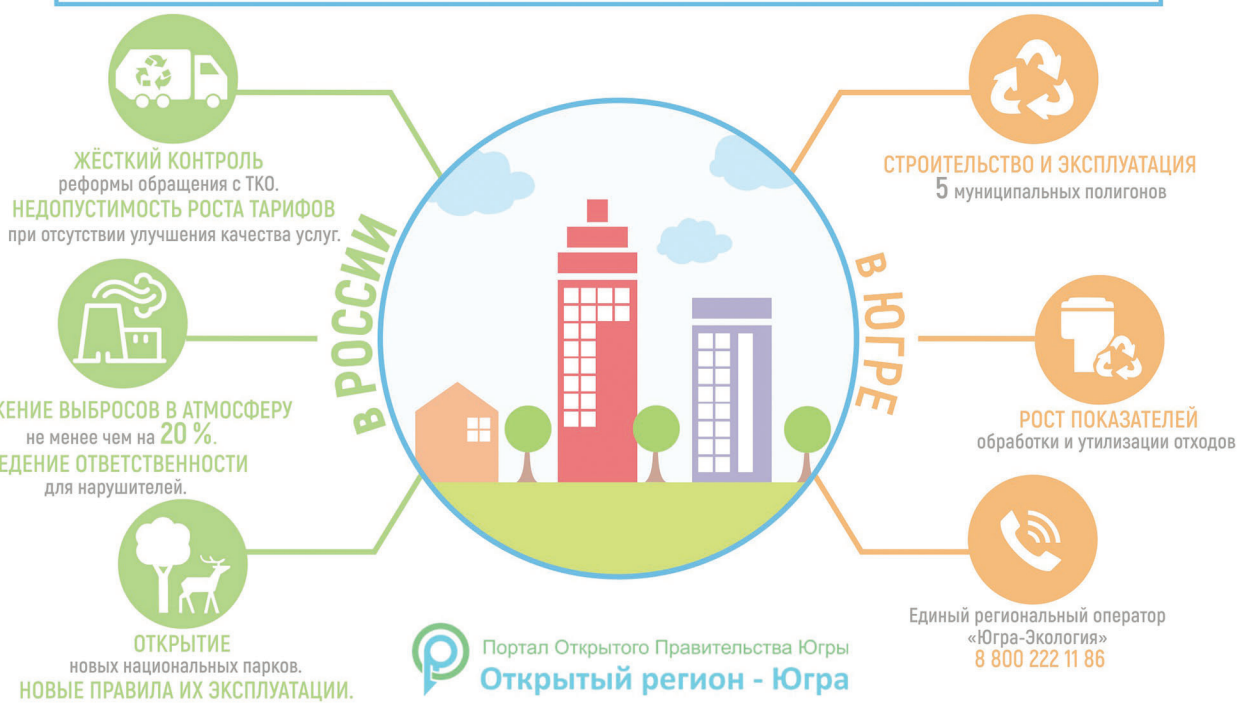 ЖЁСТКИЙ КОНТРОЛЬ
реформы обращения с ТКО.
НЕДОПУСТИМОСТЬ РОСТА ТАРИФОВ
при отсутствии улучшения качества услуг.
ЖЕНИЕ ВЫБРОСОВ В АТМОСФЕРУ
не менее чем на 20 %.
ЕДЕНИЕ ОТВЕТСТВЕННОСТИ
для нарушителей.
ОТКРЫТИЕ
новых национальных парков.
НОВЫЕ ПРАВИЛА ИХ ЭКСПЛУАТАЦИИ.
В РОССИИ
В ЮГРЕ
СТРОИТЕЛЬСТВО И ЭКСПЛУАТАЦИЯ
5 муниципальных полигонов
РОСТ ПОКАЗАТЕЛЕЙ
обработки и утилизации отходов
Единый региональный оператор
«Югра-Экология»
8 800 222 11 86
Портал Открытого Правительства Югры
Открытый регион - Югра